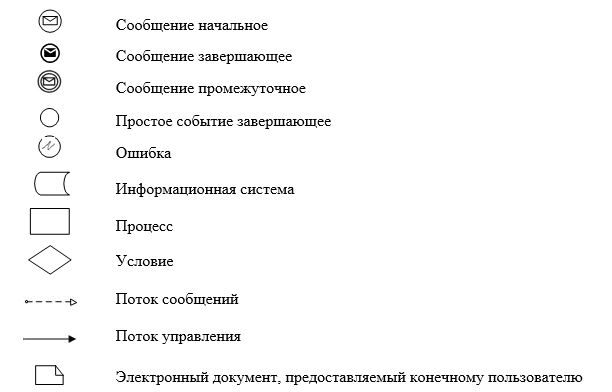 Сообщение начальное
Сообщение завершающее
Сообщение промежуточное
Простое событие завершающее
Ошибка
Информационная система
Процесс
Условие
Поток сообщений
Поток управления
Электронный документ, предоставляемый конечному пользователю